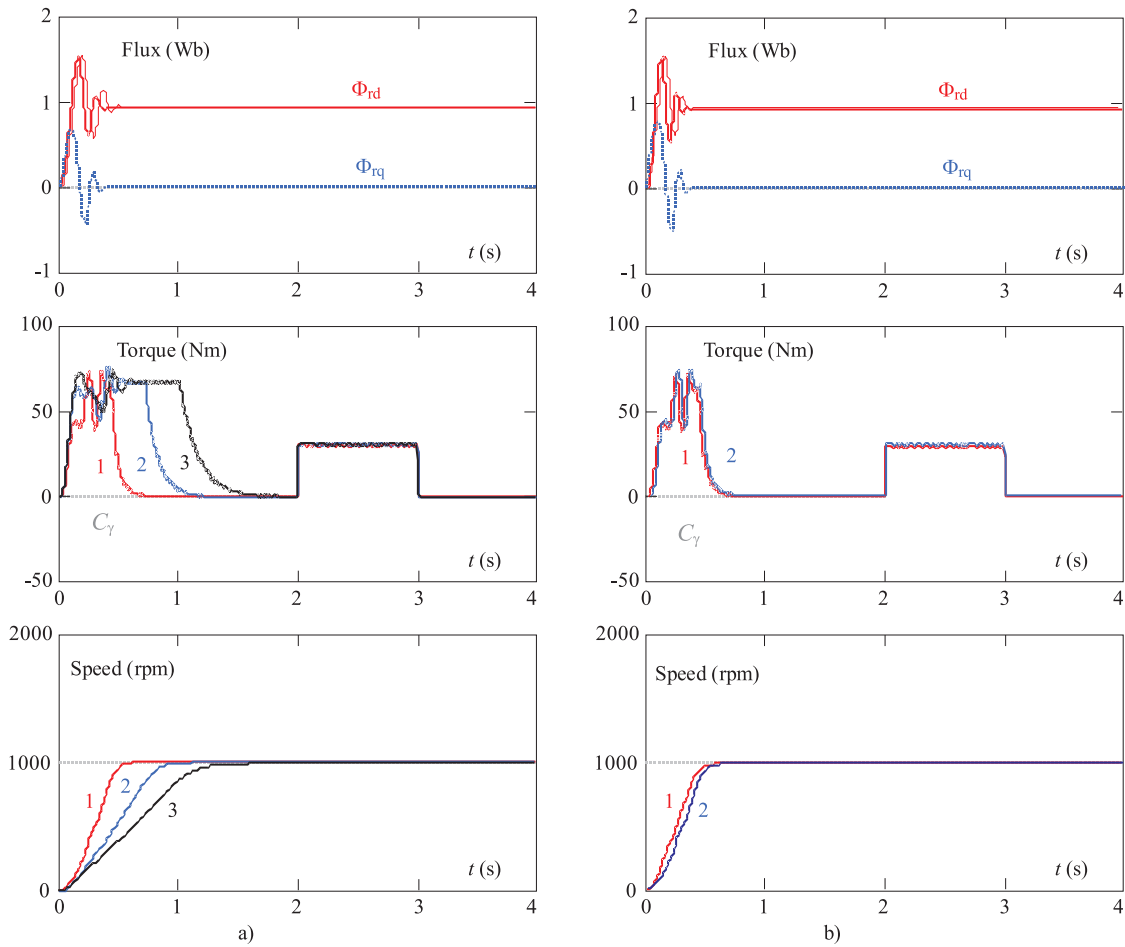 2
Flux (Wb)
Φrd
1
Φrq
0
t (s)
-1
0 1 2 3 4
2
Flux (Wb)
Φrd
1
Φrq
0
t (s)
-1
0 1 2 3 4
100
Torque (Nm)
50
1 2 3
0
Cγ
t (s)
-50
0 1 2 3 4
100
Torque (Nm)
50
1 2
0
Cγ
t (s)
-50
0 1 2 3 4
2000
Speed (rpm)
1000
1 2 3
t (s)
0
0 1 2 3 4
a)
2000
Speed (rpm)
1000
1 2
t (s)
0
0 1 2 3 4
b)